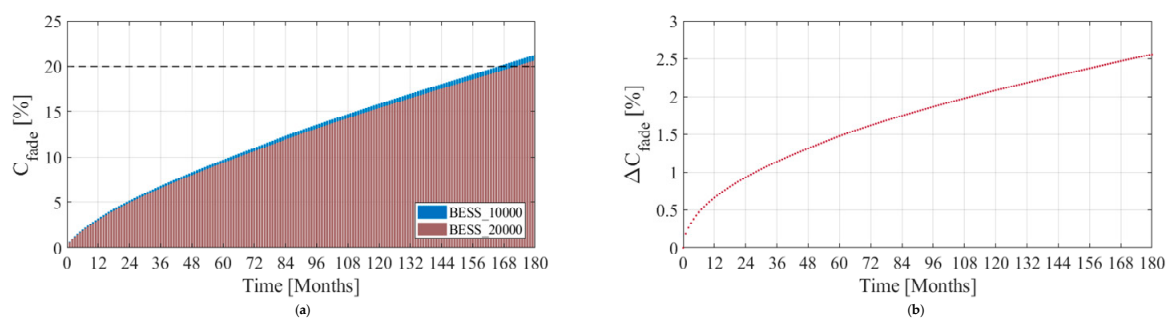 25
20
15
10
5
0
C_fade [%]
BESS_10000
BESS_20000
0 12 24 36 48 60 72 84 96 108 120 132 144 156 168 180
Time [Months]
(a)
3
2.5
2
1.5
1
0.5
0
ΔC_fade [%]
0 12 24 36 48 60 72 84 96 108 120 132 144 156 168 180
Time [Months]
(b)